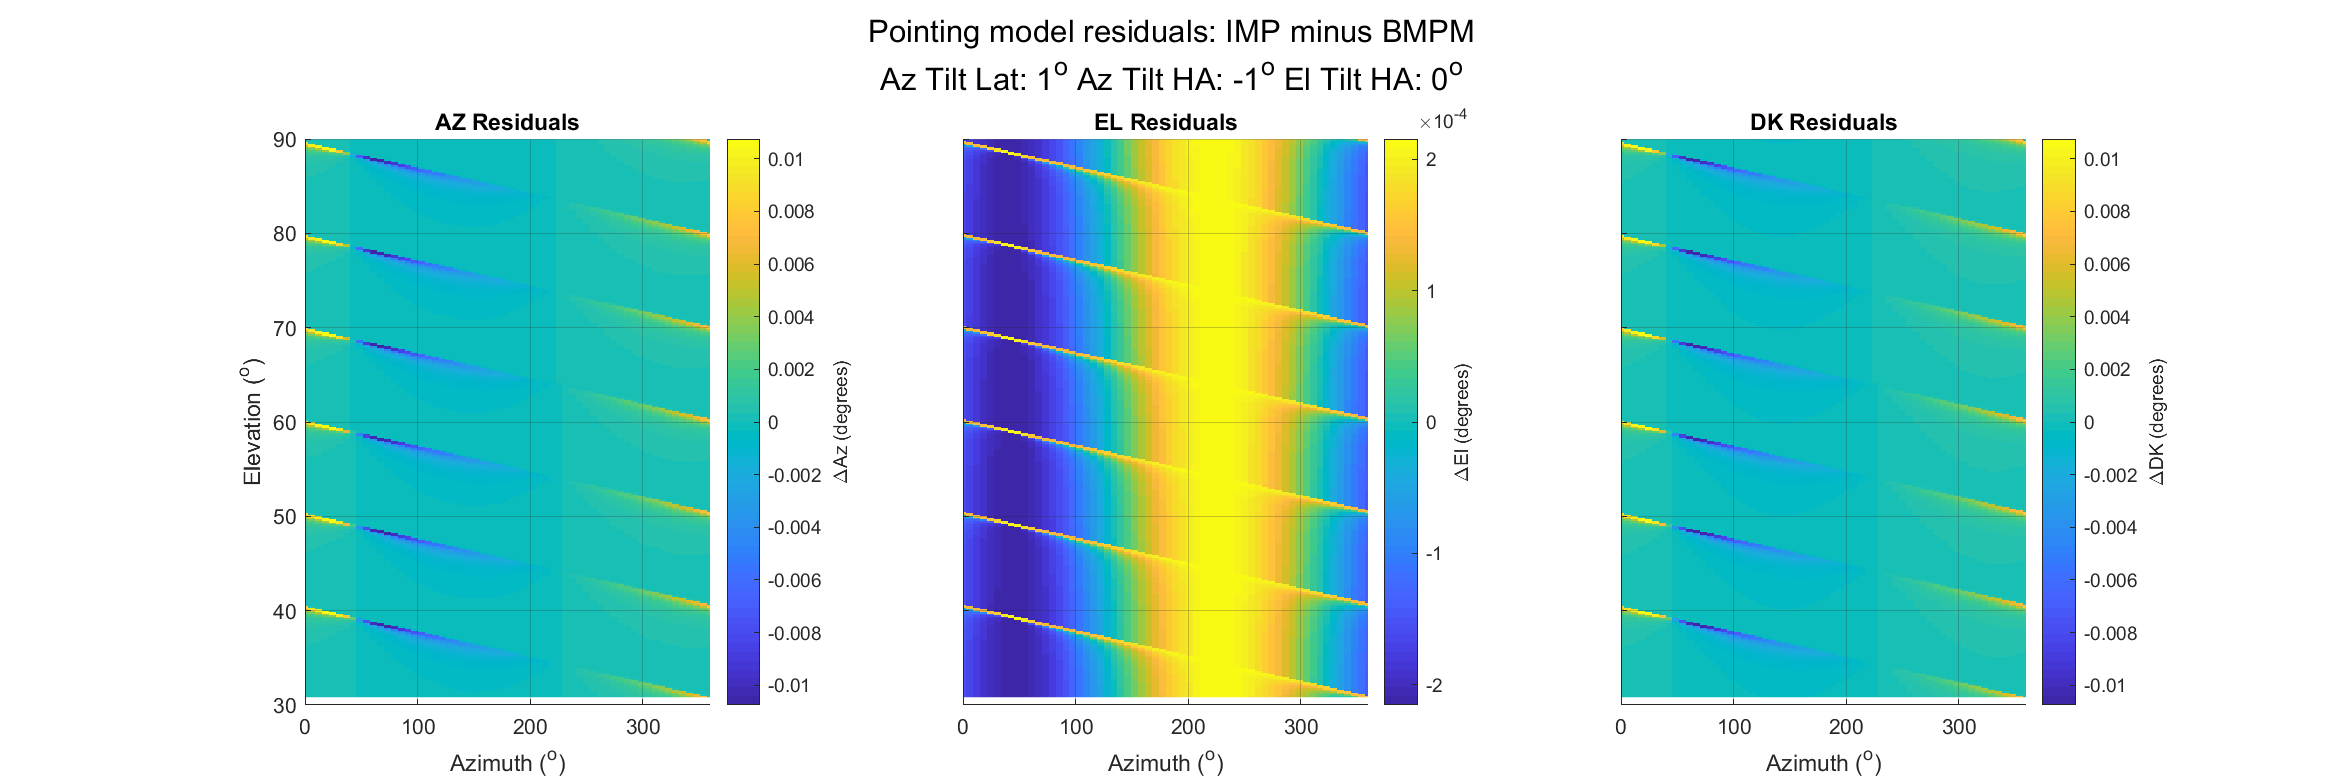 Pointing model residuals: IMP minus BMPM
Az Tilt Lat: 1° Az Tilt HA: -1° El Tilt HA: 0°
AZ Residuals
90
80
70
60
50
40
30
Elevation (°)
0 100 200 300
Azimuth (°)
0.01
0.008
0.006
0.004
0.002
0
-0.002
-0.004
-0.006
-0.008
-0.01
ΔAz (degrees)
EL Residuals
0 100 200 300
Azimuth (°)
×10⁻⁴
2
1
0
-1
-2
ΔEl (degrees)
DK Residuals
0 100 200 300
Azimuth (°)
0.01
0.008
0.006
0.004
0.002
0
-0.002
-0.004
-0.006
-0.008
-0.01
ΔDK (degrees)